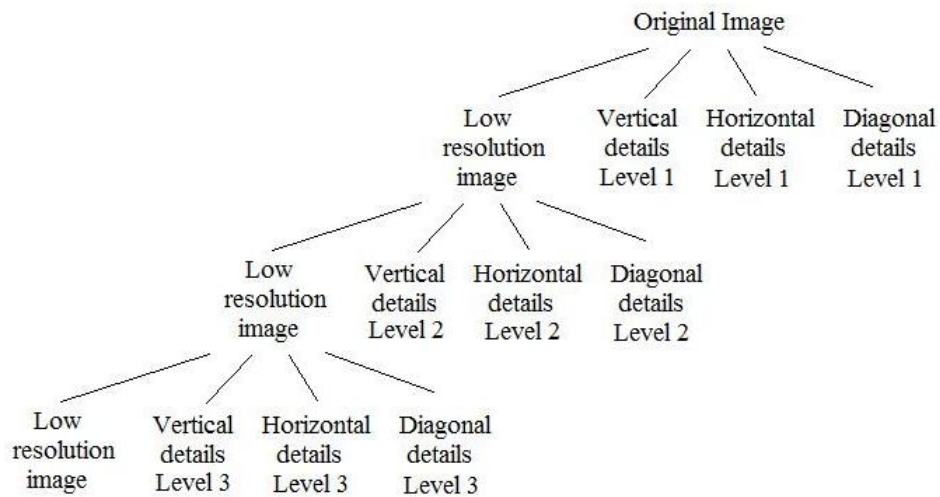 Original Image
Low
resolution
image
Vertical
details
Level 1
Horizontal
details
Level 1
Diagonal
details
Level 1
Low
resolution
image
Vertical
details
Level 2
Horizontal
details
Level 2
Diagonal
details
Level 2
Low
resolution
image
Vertical
details
Level 3
Horizontal
details
Level 3
Diagonal
details
Level 3